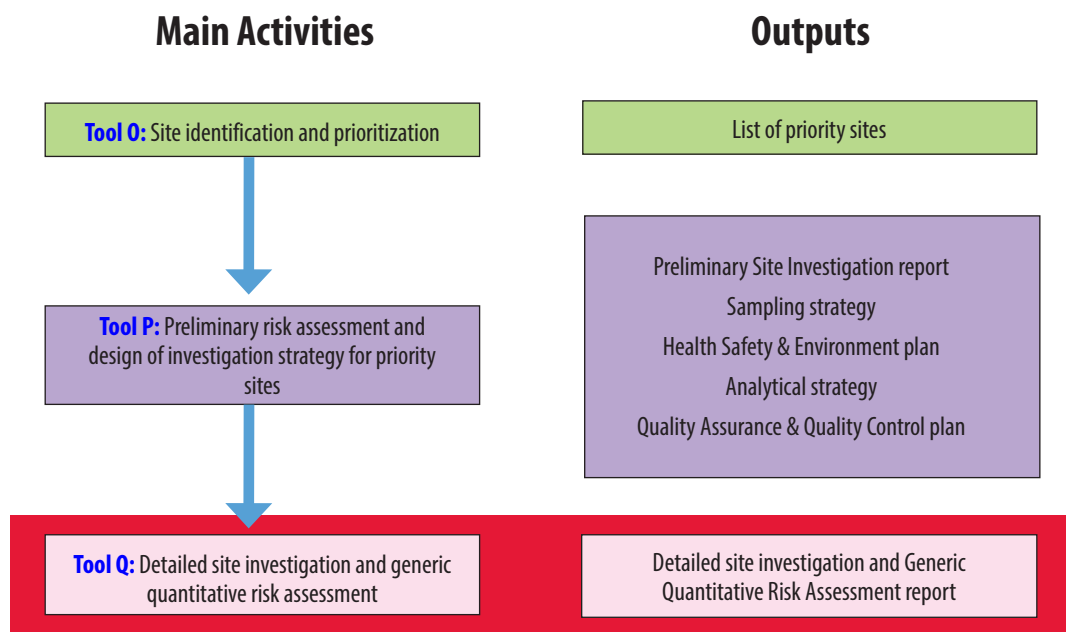 Main Activities
Outputs
Tool O: Site identification and prioritization
List of priority sites
Tool P: Preliminary risk assessment and
design of investigation strategy for priority
sites
Preliminary Site Investigation report
Sampling strategy
Health Safety & Environment plan
Analytical strategy
Quality Assurance & Quality Control plan
Tool Q: Detailed site investigation and generic
quantitative risk assessment
Detailed site investigation and Generic
Quantitative Risk Assessment report